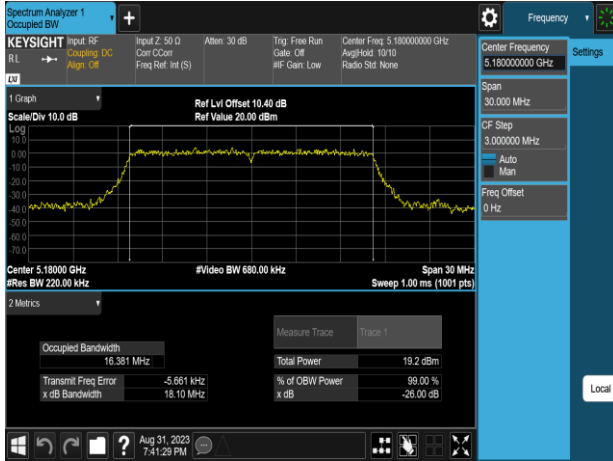 Spectrum Analyzer 1
Occupied BW
+
Frequency
KEYSIGHT
RL
LXI
Input: RF
Coupling: DC
Align: Off
Input Z: 50 Ω
Corr CCorr
Freq Ref: Int (S)
Atten: 30 dB
Trig: Free Run
Gate: Off
#IF Gain: Low
Center Freq: 5.180000000 GHz
Avg|Hold: 10/10
Radio Std: None
Center Frequency
5.180000000 GHz
Settings
Span
30.000 MHz
CF Step
3.000000 MHz
Auto
Man
Freq Offset
0 Hz
Local
1 Graph
Scale/Div 10.0 dB
Ref Lvl Offset 10.40 dB
Ref Value 20.00 dBm
Log
10.0
0.00
-10.0
-20.0
-30.0
-40.0
-50.0
-60.0
-70.0
Center 5.18000 GHz
#Res BW 220.00 kHz
#Video BW 680.00 kHz
Span 30 MHz
Sweep 1.00 ms (1001 pts)
2 Metrics
Measure Trace Trace 1
Occupied Bandwidth
16.381 MHz
Total Power 19.2 dBm
Transmit Freq Error -5.661 kHz
% of OBW Power 99.00 %
x dB Bandwidth 18.10 MHz
x dB -26.00 dB
?
Aug 31, 2023
7:41:29 PM